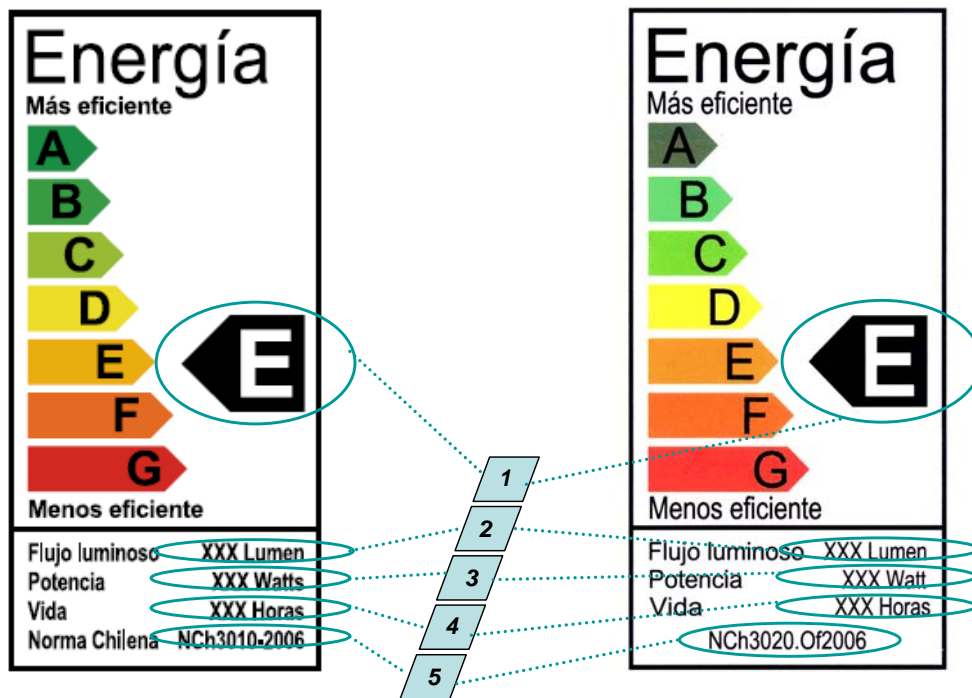 Energía
Más eficiente
A
B
C
D
E
E
F
G
Menos eficiente
Flujo luminoso XXX Lumen
Potencia XXX Watts
Vida XXX Horas
Norma Chilena NCh3010-2006
1
2
3
4
5
Energía
Más eficiente
A
B
C
D
E
E
F
G
Menos eficiente
Flujo luminoso XXX Lumen
Potencia XXX Watt
Vida XXX Horas
NCh3020.Of2006